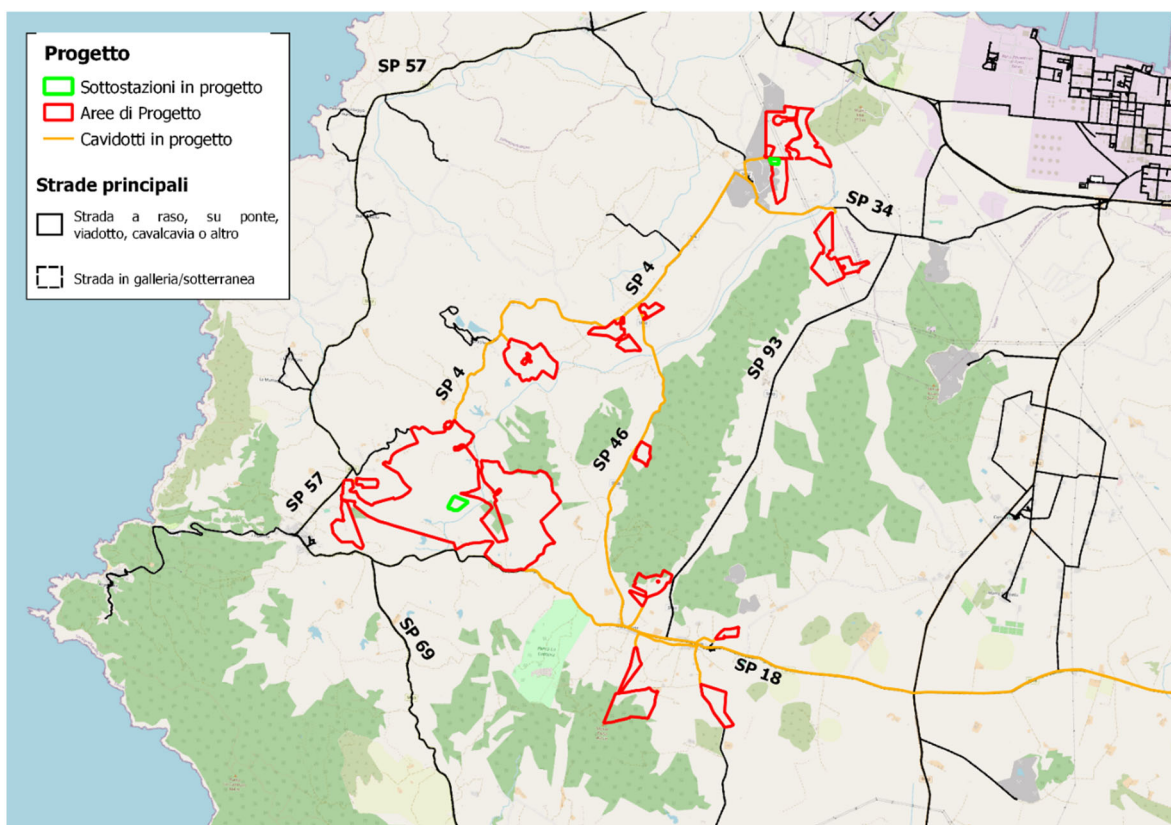 Progetto
Sottostazioni in progetto
Aree di Progetto
Cavidotti in progetto
Strade principali
Strada a raso, su ponte,
viadotto, cavalcavia o altro
Strada in galleria/sotterranea
SP 57
SP 34
SP 4
SP 93
SP 4
SP 46
SP 57
SP 69
SP 18